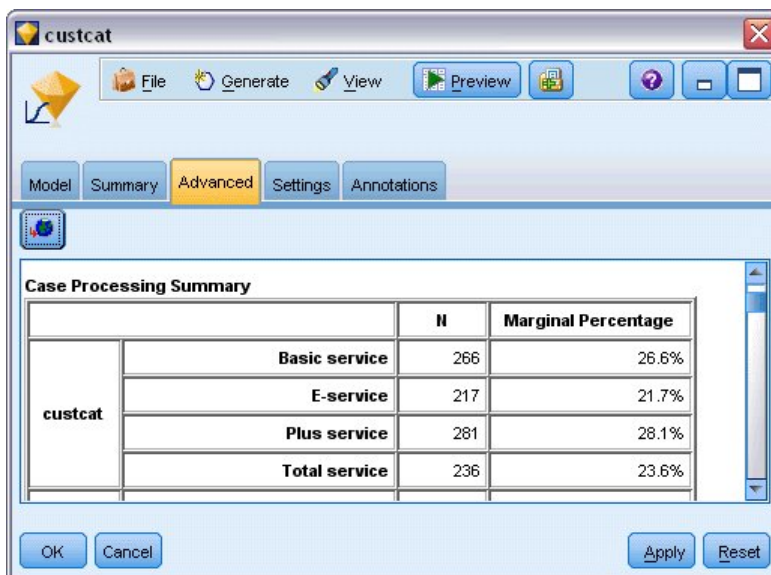 custcat
File Generate View Preview
Model Summary Advanced Settings Annotations
Case Processing Summary
N Marginal Percentage
custcat
Basic service 266 26.6%
E-service 217 21.7%
Plus service 281 28.1%
Total service 236 23.6%
OK Cancel Apply Reset